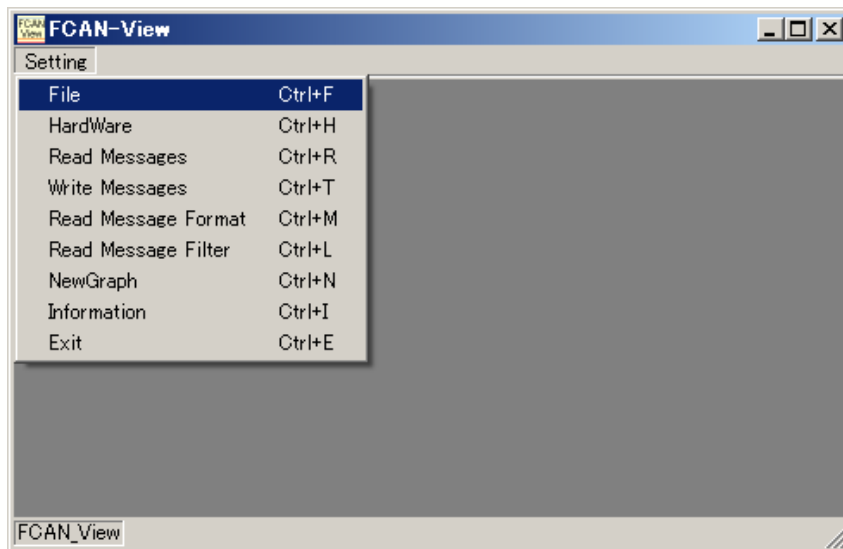 FCAN View FCAN-View
Setting
File Ctrl+F
HardWare Ctrl+H
Read Messages Ctrl+R
Write Messages Ctrl+T
Read Message Format Ctrl+M
Read Message Filter Ctrl+L
NewGraph Ctrl+N
Information Ctrl+I
Exit Ctrl+E
FCAN_View